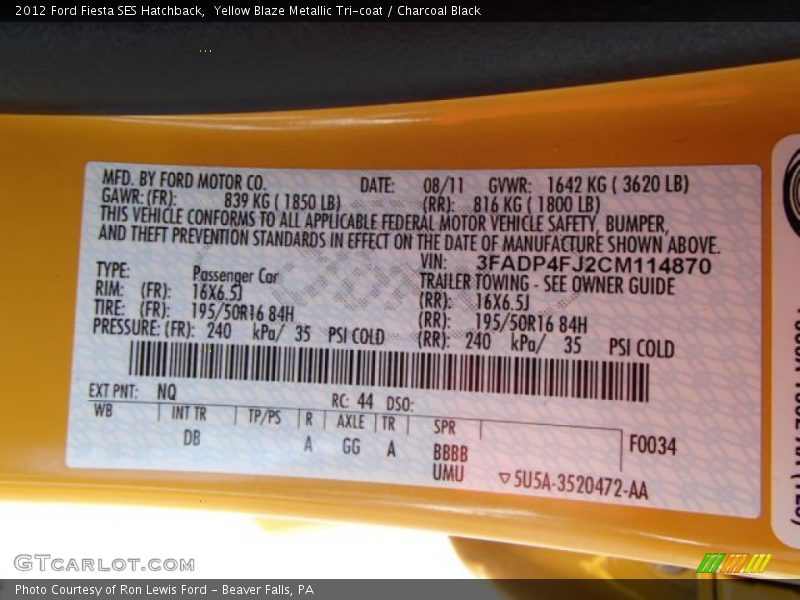 2012 Ford Fiesta SES Hatchback,  Yellow Blaze Metallic Tri-coat / Charcoal Black
MFD. BY FORD MOTOR CO. DATE: 08/11 GVWR: 1642 KG ( 3620 LB)
GAWR: (FR): 839 KG ( 1850 LB) (RR): 816 KG ( 1800 LB)
THIS VEHICLE CONFORMS TO ALL APPLICABLE FEDERAL MOTOR VEHICLE SAFETY, BUMPER,
AND THEFT PREVENTION STANDARDS IN EFFECT ON THE DATE OF MANUFACTURE SHOWN ABOVE.
VIN: 3FADP4FJ2CM114870
TYPE: Passenger Car TRAILER TOWING - SEE OWNER GUIDE
RIM: (FR): 16X6.5J (RR): 16X6.5J
TIRE: (FR): 195/50R16 84H (RR): 195/50R16 84H
PRESSURE: (FR): 240 kPa/ 35 PSI COLD (RR): 240 kPa/ 35 PSI COLD
EXT PNT: NQ RC: 44 DSO:
WB INT TR TP/PS R AXLE TR SPR
DB A GG A BBBB F0034
UMU ▽5U5A-3520472-AA
GTCARLOT.COM
Photo Courtesy of Ron Lewis Ford - Beaver Falls, PA